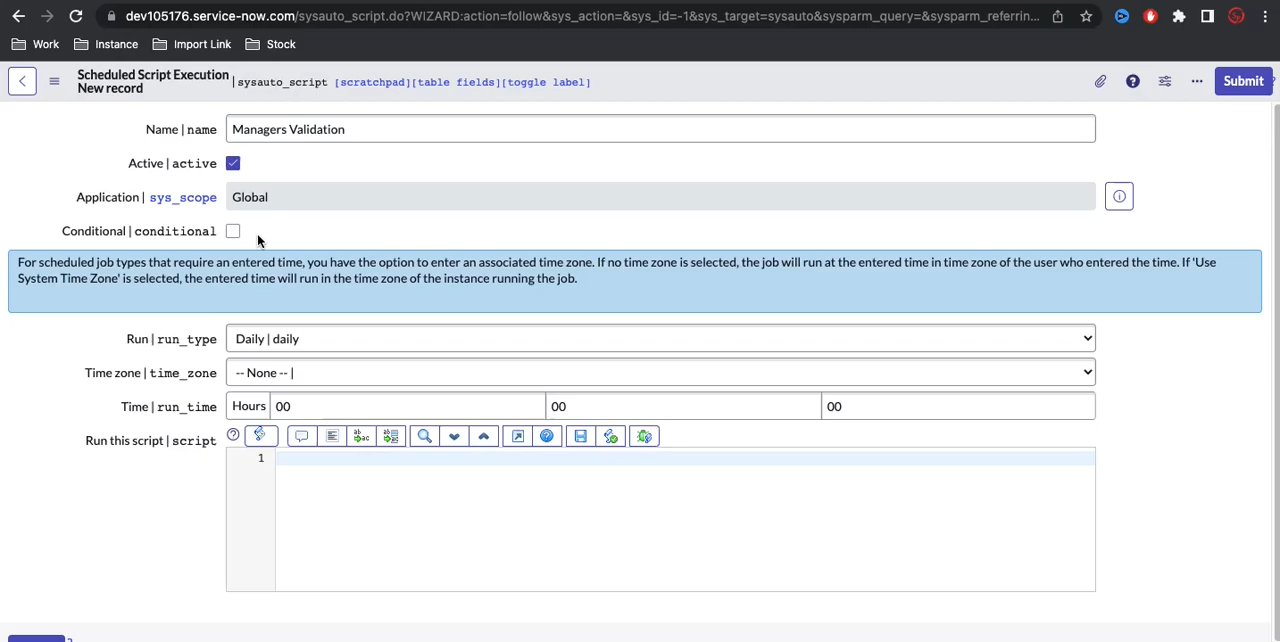 dev105176.service-now.com/sysauto_script.do?WIZARD:action=follow&sys_action=&sys_id=-1&sys_target=sysauto&sysparm_query=&sysparm_referrin...
Work Instance Import Link Stock
Scheduled Script Execution
New record
|sysauto_script [scratchpad][table fields][toggle label]
Submit
Name | name Managers Validation
Active | active
Application | sys_scope Global
Conditional | conditional
For scheduled job types that require an entered time, you have the option to enter an associated time zone. If no time zone is selected, the job will run at the entered time in time zone of the user who entered the time. If 'Use
System Time Zone' is selected, the entered time will run in the time zone of the instance running the job.
Run | run_type Daily | daily
Time zone | time_zone -- None -- |
Time | run_time Hours 00 00 00
Run this script | script
1